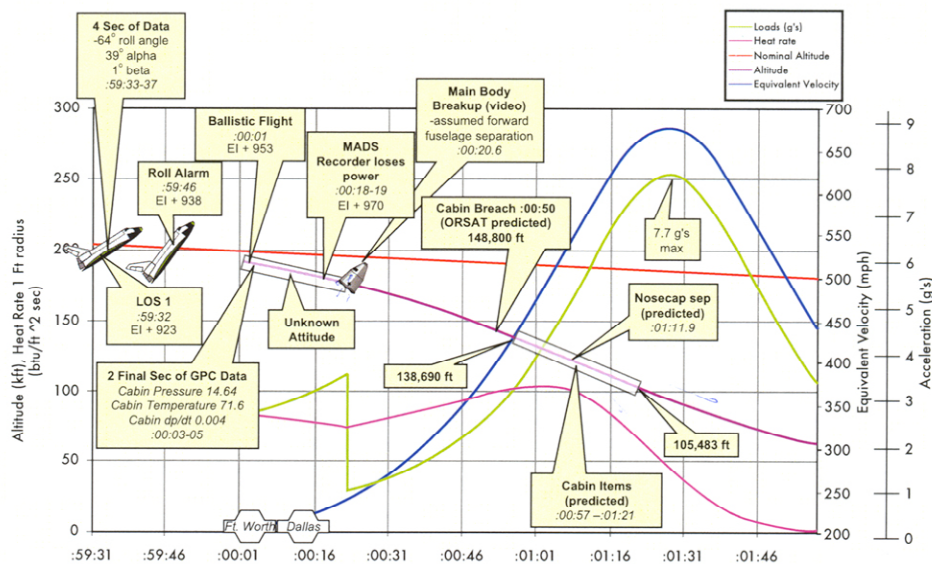 4 Sec of Data
-64° roll angle
39° alpha
1° beta
:59:33-37
Loads (g's)
Heat rate
Nominal Altitude
Altitude
Equivalent Velocity
Ballistic Flight
:00:01
EI + 953
MADS
Recorder loses
power
:00:18-19
EI + 970
Main Body
Breakup (video)
-assumed forward
fuselage separation
:00:20.6
Roll Alarm
:59:46
EI + 938
Cabin Breach :00:50
(ORSAT predicted)
148,800 ft
7.7 g's
max
LOS 1
:59:32
EI + 923
Unknown
Attitude
Nosecap sep
(predicted)
:01:11.9
2 Final Sec of GPC Data
Cabin Pressure 14.64
Cabin Temperature 71.6
Cabin dp/dt 0.004
:00:03-05
138,690 ft
105,483 ft
Cabin Items
(predicted)
:00:57 –:01:21
Ft. Worth
Dallas
Altitude (kft), Heat Rate 1 Ft radius
(btu/ft ^2 sec)
300
250
200
150
100
50
0
:59:31
:59:46
:00:01
:00:16
:00:31
:00:46
:01:01
:01:16
:01:31
:01:46
700
650
600
550
500
450
400
350
300
250
200
Equivalent Velocity (mph)
9
8
7
6
5
4
3
2
1
0
Acceleration (g's)